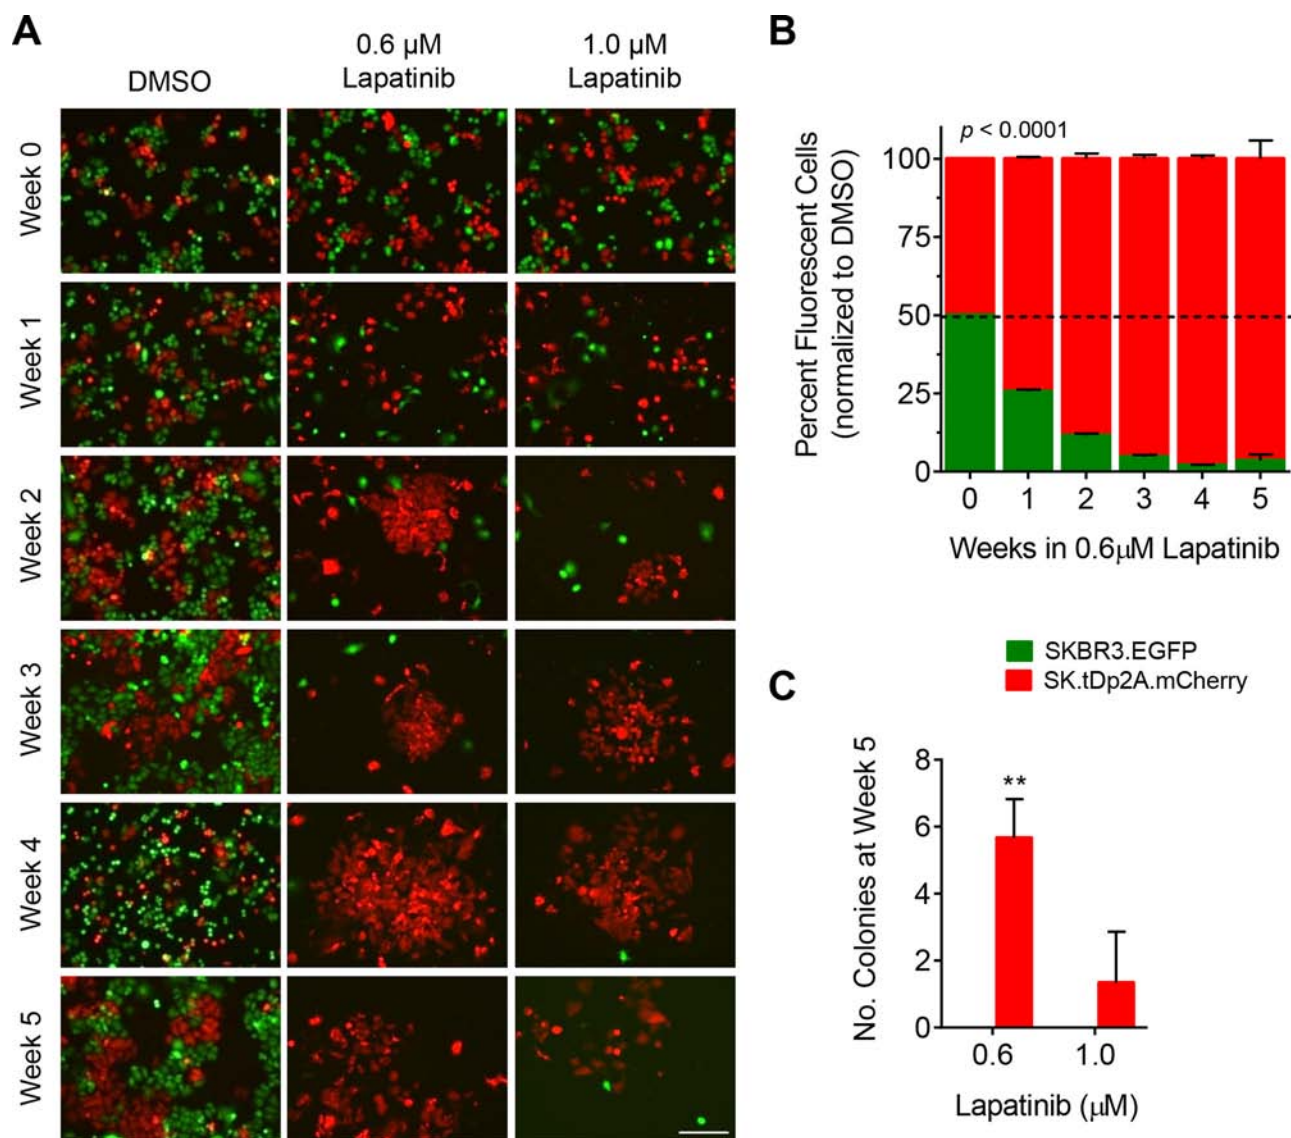 A
DMSO
0.6 µM
Lapatinib
1.0 µM
Lapatinib
Week 0
Week 1
Week 2
Week 3
Week 4
Week 5
B
p < 0.0001
Percent Fluorescent Cells
(normalized to DMSO)
100
75
50
25
0
0 1 2 3 4 5
Weeks in 0.6µM Lapatinib
SKBR3.EGFP
SK.tDp2A.mCherry
C
No. Colonies at Week 5
8
6
4
2
0
**
0.6 1.0
Lapatinib (µM)